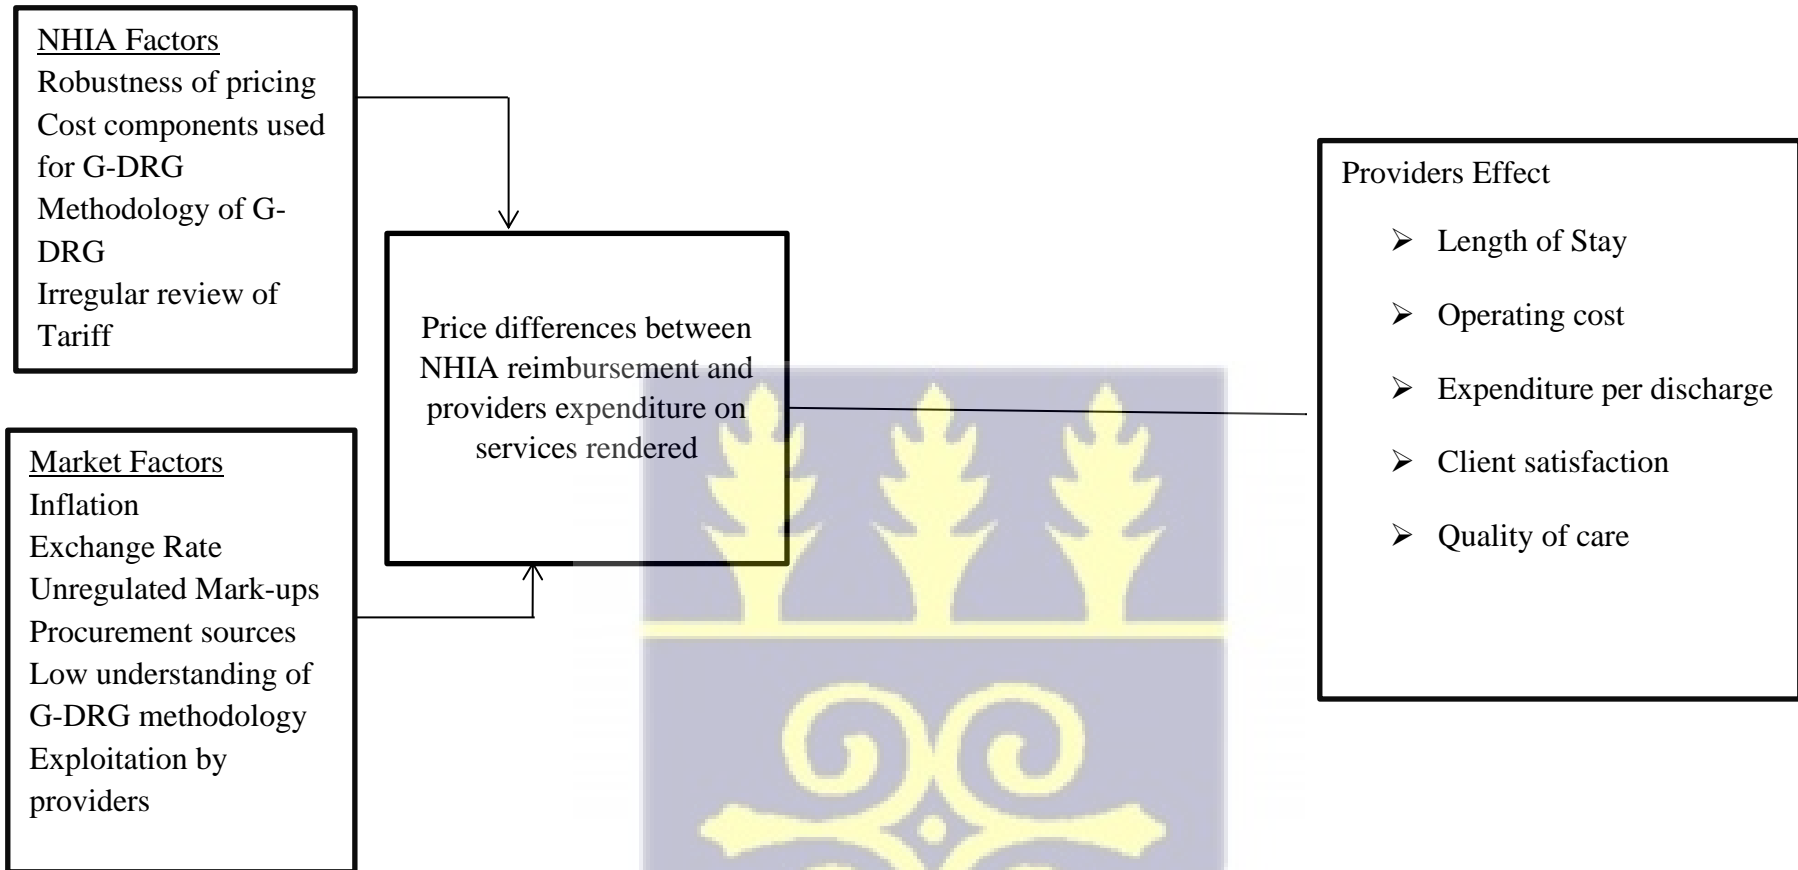 NHIA Factors
Robustness of pricing
Cost components used
for G-DRG
Methodology of G-
DRG
Irregular review of
Tariff
Market Factors
Inflation
Exchange Rate
Unregulated Mark-ups
Procurement sources
Low understanding of
G-DRG methodology
Exploitation by
providers
Price differences between
NHIA reimbursement and
providers expenditure on
services rendered
Providers Effect
➢ Length of Stay
➢ Operating cost
➢ Expenditure per discharge
➢ Client satisfaction
➢ Quality of care